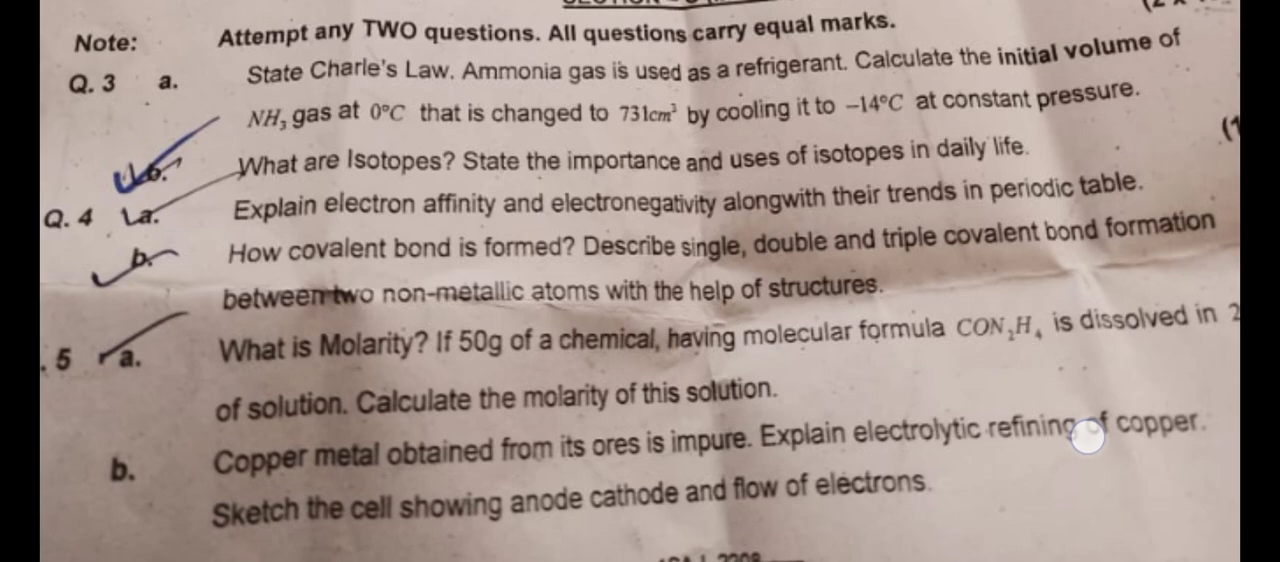 Note: Attempt any TWO questions. All questions carry equal marks.
Q. 3 a. State Charle's Law. Ammonia gas is used as a refrigerant. Calculate the initial volume of
NH₃ gas at 0°C that is changed to 731cm³ by cooling it to −14°C at constant pressure.
b. What are Isotopes? State the importance and uses of isotopes in daily life.
Q. 4 a. Explain electron affinity and electronegativity alongwith their trends in periodic table.
b. How covalent bond is formed? Describe single, double and triple covalent bond formation
between two non-metallic atoms with the help of structures.
. 5 a. What is Molarity? If 50g of a chemical, having molecular formula CON₂H₄ is dissolved in 2
of solution. Calculate the molarity of this solution.
b. Copper metal obtained from its ores is impure. Explain electrolytic refining of copper.
Sketch the cell showing anode cathode and flow of electrons.